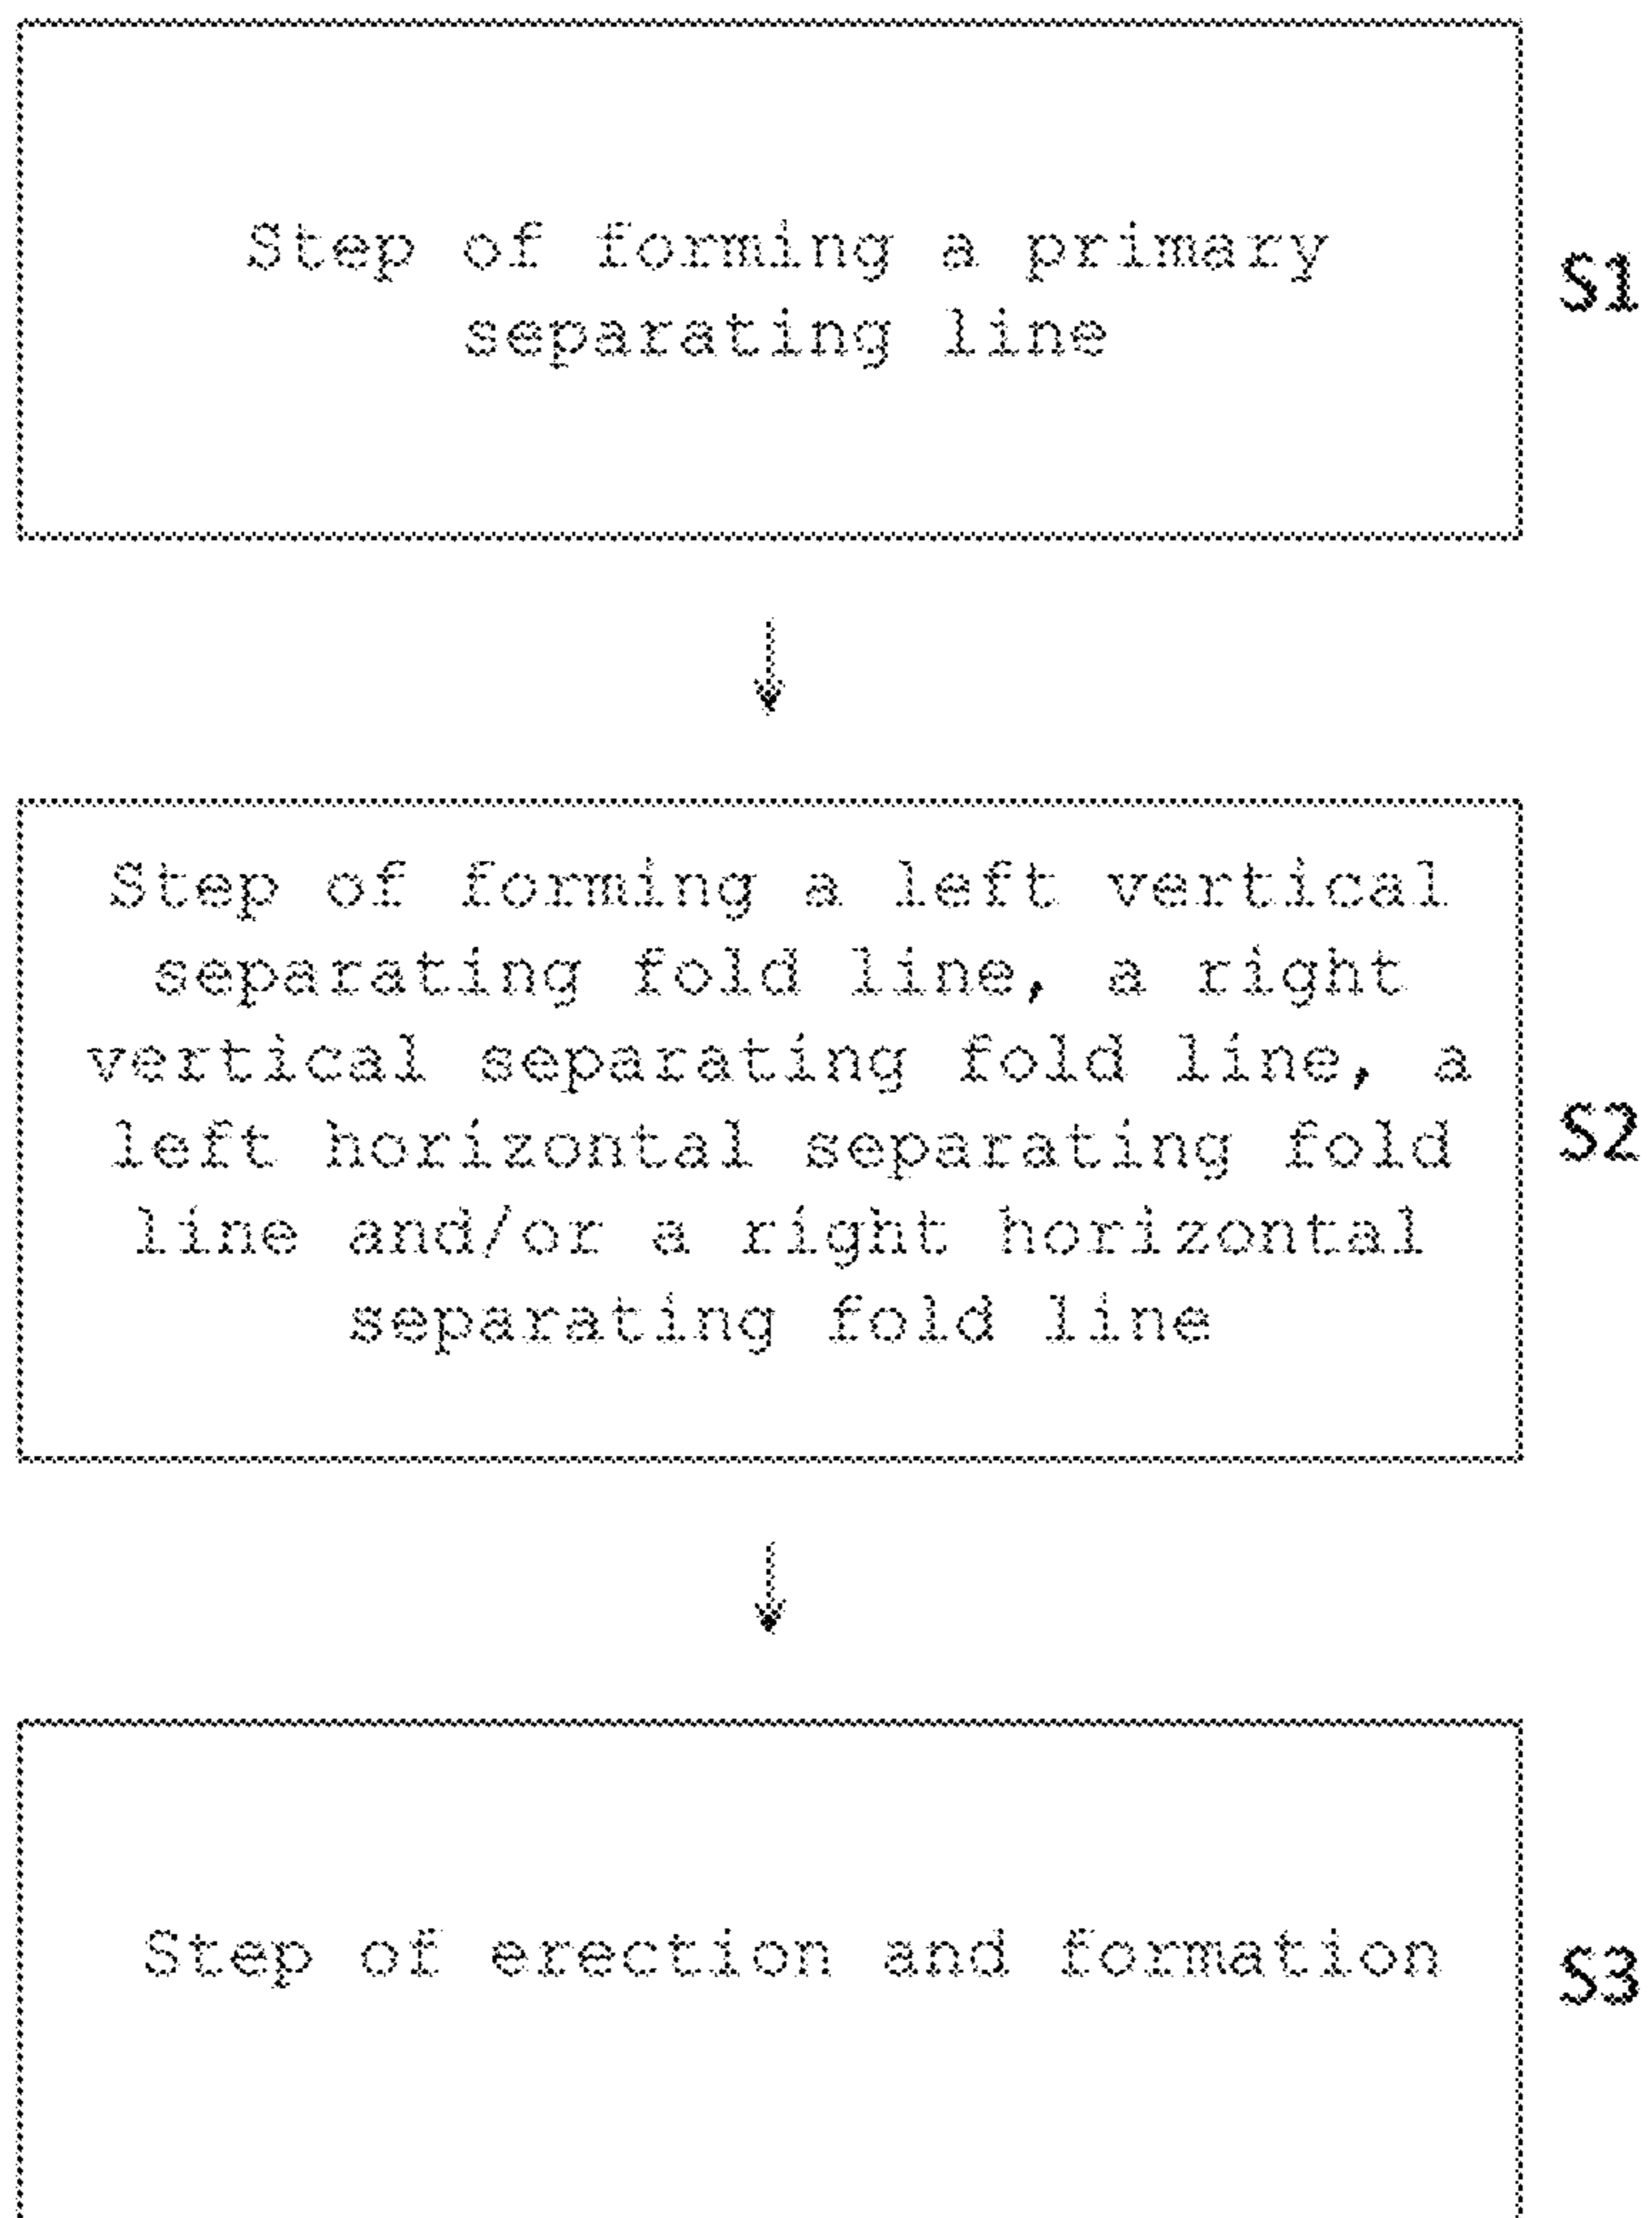 Step of forming a primary
separating line
S1
Step of forming a left vertical
separating fold line, a right
vertical separating fold line, a
left horizontal separating fold
line and/or a right horizontal
separating fold line
S2
Step of erection and formation
S3